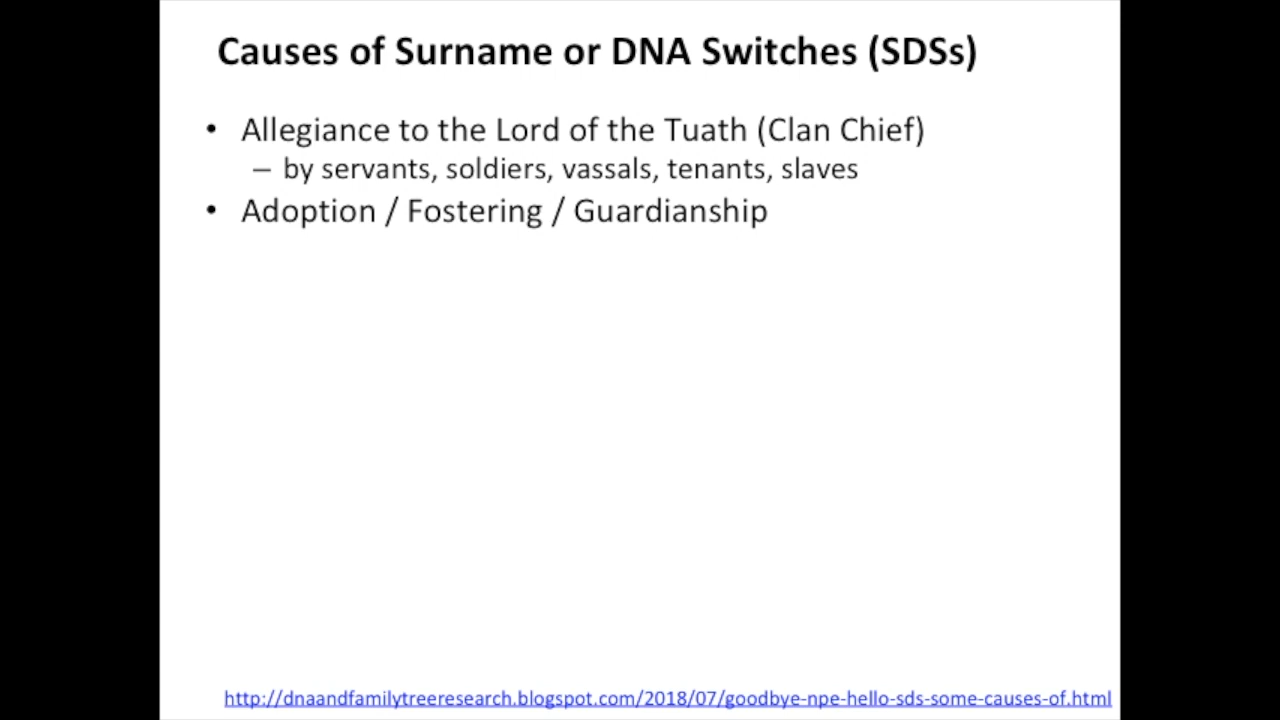 Causes of Surname or DNA Switches (SDSs)
• Allegiance to the Lord of the Tuath (Clan Chief)
– by servants, soldiers, vassals, tenants, slaves
• Adoption / Fostering / Guardianship
http://dnaandfamilytreeresearch.blogspot.com/2018/07/goodbye-npe-hello-sds-some-causes-of.html